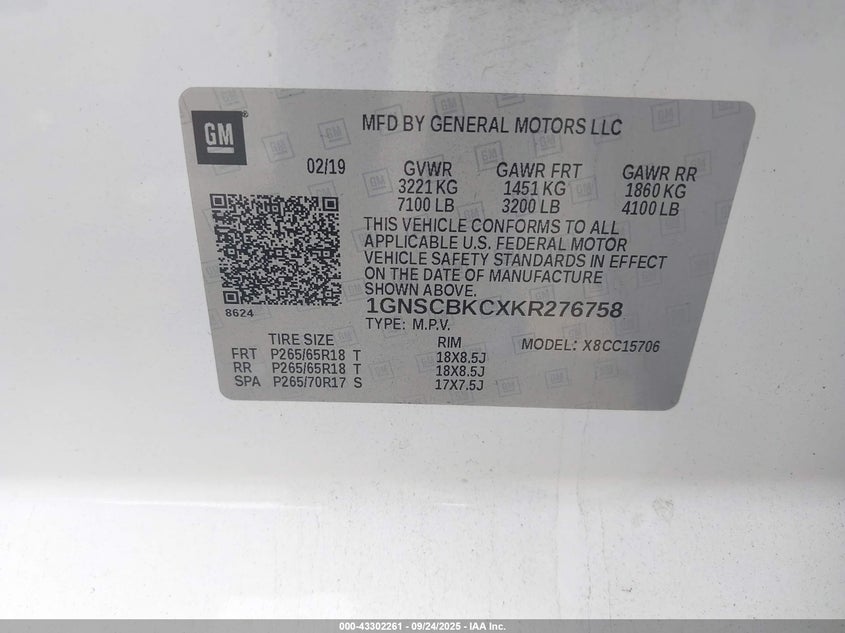 GM ®
MFD BY GENERAL MOTORS LLC
02/19 GVWR GAWR FRT GAWR RR
3221 KG 1451 KG 1860 KG
7100 LB 3200 LB 4100 LB
THIS VEHICLE CONFORMS TO ALL
APPLICABLE U.S. FEDERAL MOTOR
VEHICLE SAFETY STANDARDS IN EFFECT
ON THE DATE OF MANUFACTURE
SHOWN ABOVE.
8624
1GNSCBKCXKR276758
TYPE: M.P.V.
TIRE SIZE RIM MODEL: X8CC15706
FRT P265/65R18 T 18X8.5J
RR P265/65R18 T 18X8.5J
SPA P265/70R17 S 17X7.5J
000-43302261 - 09/24/2025 - IAA Inc.